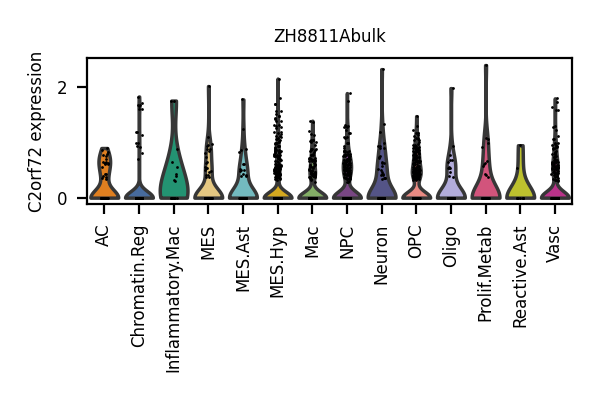 ZH8811Abulk
C2orf72 expression
2
0
AC
Chromatin.Reg
Inflammatory.Mac
MES
MES.Ast
MES.Hyp
Mac
NPC
Neuron
OPC
Oligo
Prolif.Metab
Reactive.Ast
Vasc